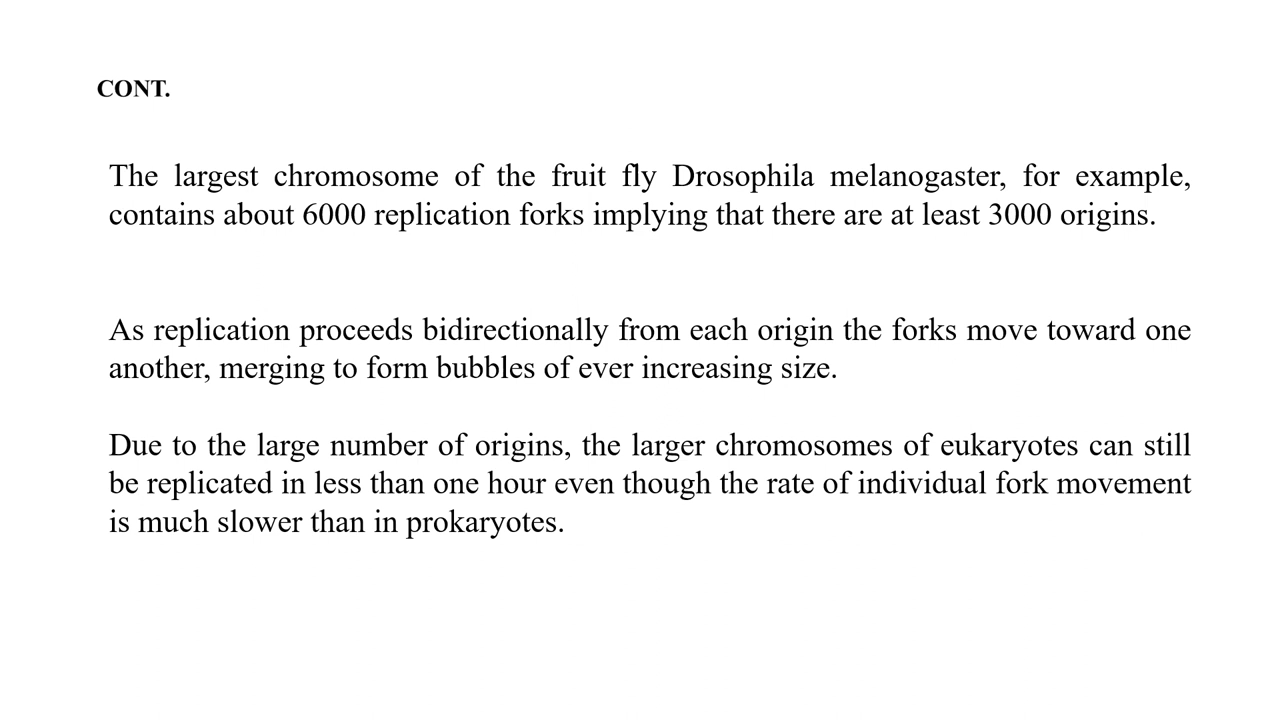 CONT.
The largest chromosome of the fruit fly Drosophila melanogaster, for example,
contains about 6000 replication forks implying that there are at least 3000 origins.
As replication proceeds bidirectionally from each origin the forks move toward one
another, merging to form bubbles of ever increasing size.
Due to the large number of origins, the larger chromosomes of eukaryotes can still
be replicated in less than one hour even though the rate of individual fork movement
is much slower than in prokaryotes.